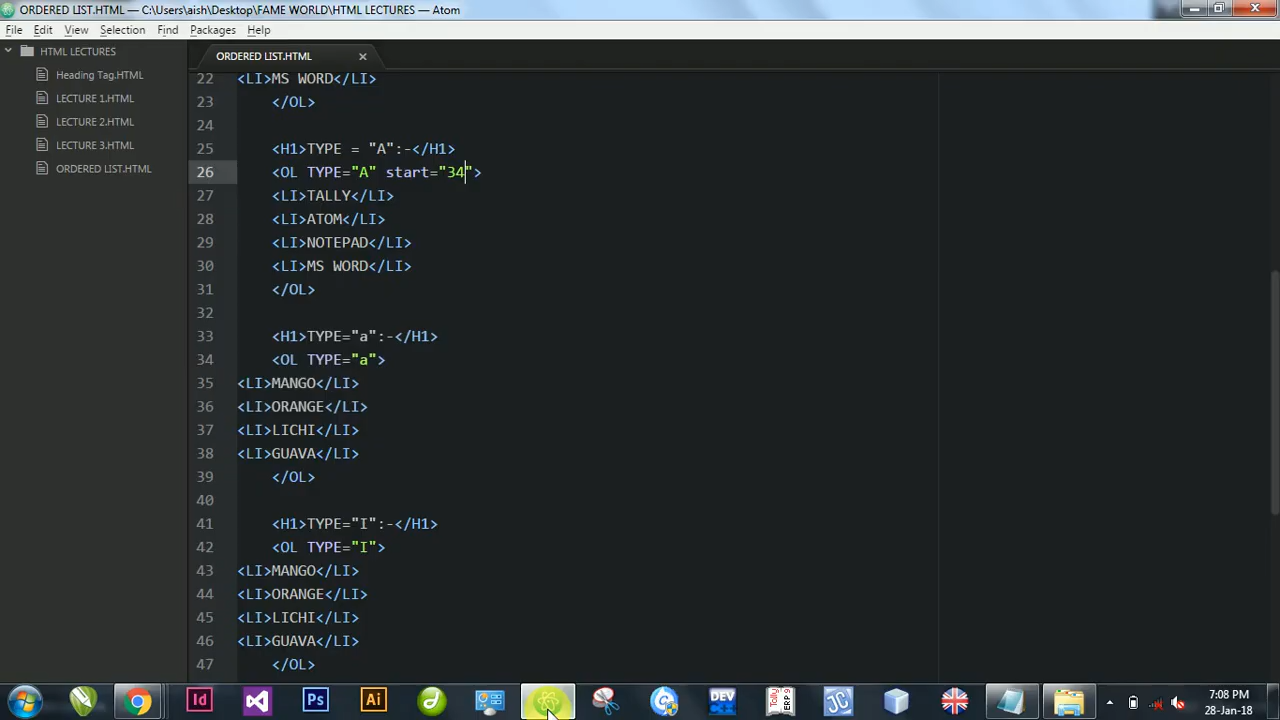 ORDERED LIST.HTML — C:\Users\aish\Desktop\FAME WORLD\HTML LECTURES — Atom
File Edit View Selection Find Packages Help
HTML LECTURES
Heading Tag.HTML
LECTURE 1.HTML
LECTURE 2.HTML
LECTURE 3.HTML
ORDERED LIST.HTML
ORDERED LIST.HTML
22 <LI>MS WORD</LI>
23 </OL>
24
25 <H1>TYPE = "A":-</H1>
26 <OL TYPE="A" start="34">
27 <LI>TALLY</LI>
28 <LI>ATOM</LI>
29 <LI>NOTEPAD</LI>
30 <LI>MS WORD</LI>
31 </OL>
32
33 <H1>TYPE="a":-</H1>
34 <OL TYPE="a">
35 <LI>MANGO</LI>
36 <LI>ORANGE</LI>
37 <LI>LICHI</LI>
38 <LI>GUAVA</LI>
39 </OL>
40
41 <H1>TYPE="I":-</H1>
42 <OL TYPE="I">
43 <LI>MANGO</LI>
44 <LI>ORANGE</LI>
45 <LI>LICHI</LI>
46 <LI>GUAVA</LI>
47 </OL>
Id Ps Ai DEV Tally ERP9 JC
7:08 PM
28-Jan-18